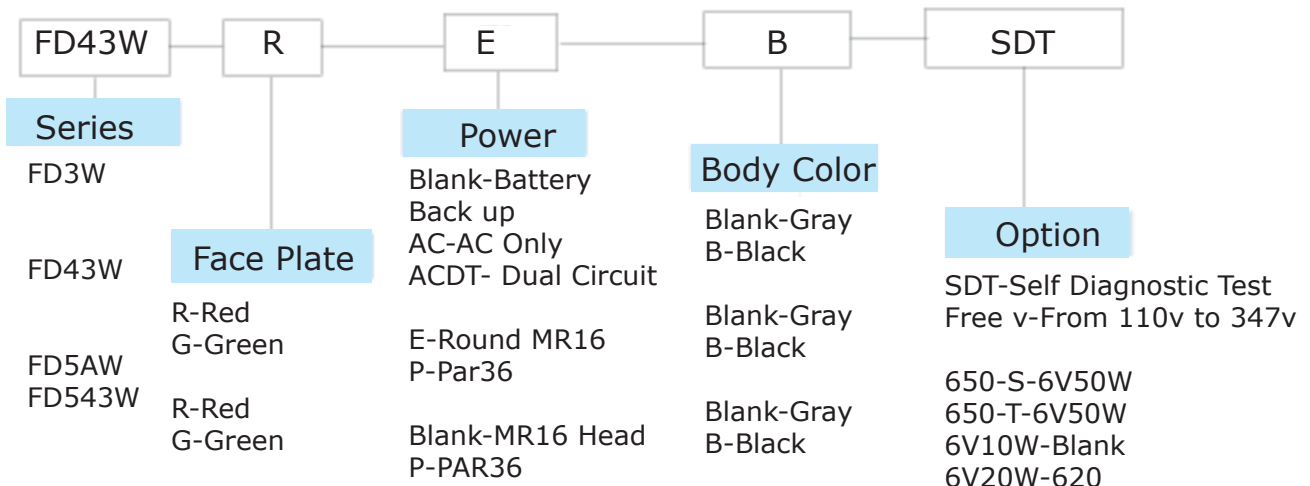 FD43W R E B SDT
Series
FD3W
FD43W
FD5AW
FD543W
Face Plate
R-Red
G-Green
R-Red
G-Green
Power
Blank-Battery
Back up
AC-AC Only
ACDT- Dual Circuit
E-Round MR16
P-Par36
Blank-MR16 Head
P-PAR36
Body Color
Blank-Gray
B-Black
Blank-Gray
B-Black
Blank-Gray
B-Black
Option
SDT-Self Diagnostic Test
Free v-From 110v to 347v
650-S-6V50W
650-T-6V50W
6V10W-Blank
6V20W-620